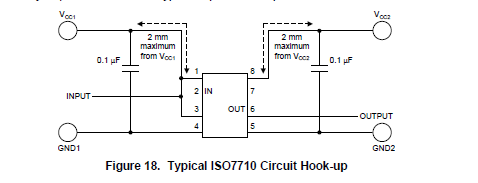 VCC1
VCC2
2 mm
maximum
from VCC1
2 mm
maximum
from VCC2
0.1 µF
0.1 µF
1
8
INPUT
2
IN
7
3
OUT
6
OUTPUT
4
5
GND1
GND2
Figure 18. Typical ISO7710 Circuit Hook-up